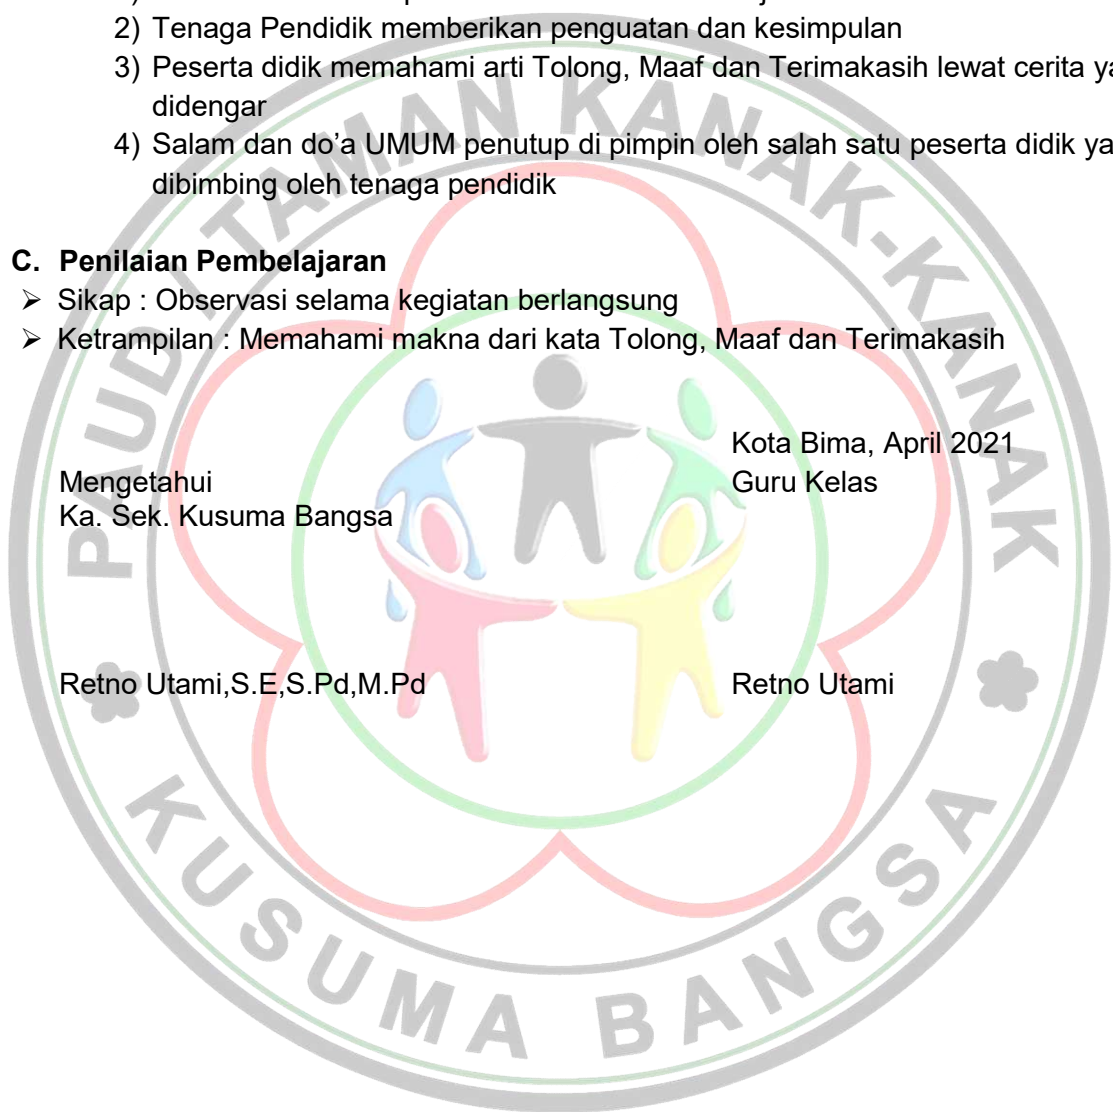 2) Tenaga Pendidik memberikan penguatan dan kesimpulan
3) Peserta didik memahami arti Tolong, Maaf dan Terimakasih lewat cerita
didengar
4) Salam dan do’a UMUM penutup di pimpin oleh salah satu peserta didik
dibimbing oleh tenaga pendidik
C. Penilaian Pembelajaran
➢ Sikap : Observasi selama kegiatan berlangsung
➢ Ketrampilan : Memahami makna dari kata Tolong, Maaf dan Terimakasih
Kota Bima, April 2021
Mengetahui
Guru Kelas
Ka. Sek. Kusuma Bangsa
Retno Utami,S.E,S.Pd,M.Pd
Retno Utami
PAUD / TAMAN KANAK-KANAK
KUSUMA BANGSA